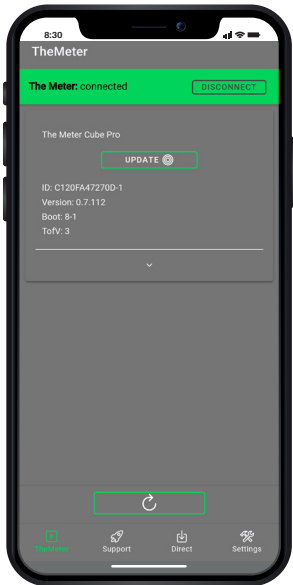 8:30
TheMeter
The Meter: connected
DISCONNECT
The Meter Cube Pro
UPDATE
ID: C120FA47270D-1
Version: 0.7.112
Boot: 8-1
TofV: 3
TheMeter Support Direct Settings